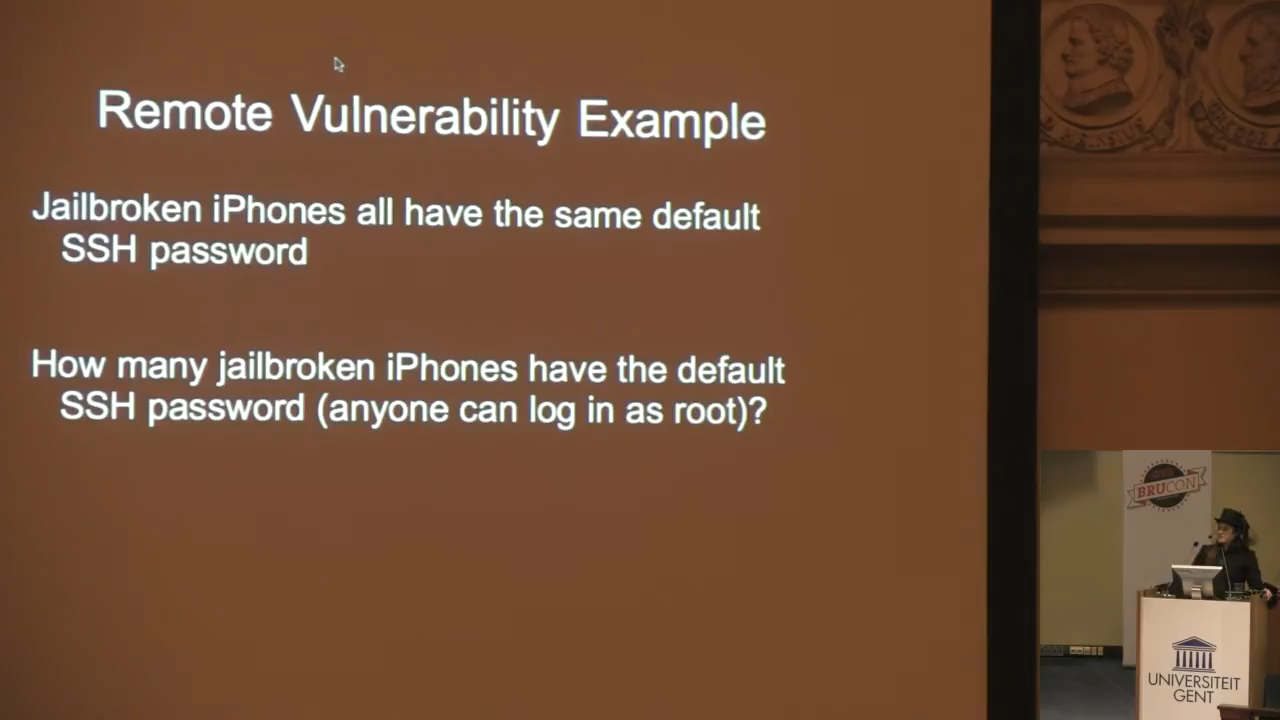 Remote Vulnerability Example
Jailbroken iPhones all have the same default
SSH password
How many jailbroken iPhones have the default
SSH password (anyone can log in as root)?
BRUCON
UNIVERSITEIT
GENT